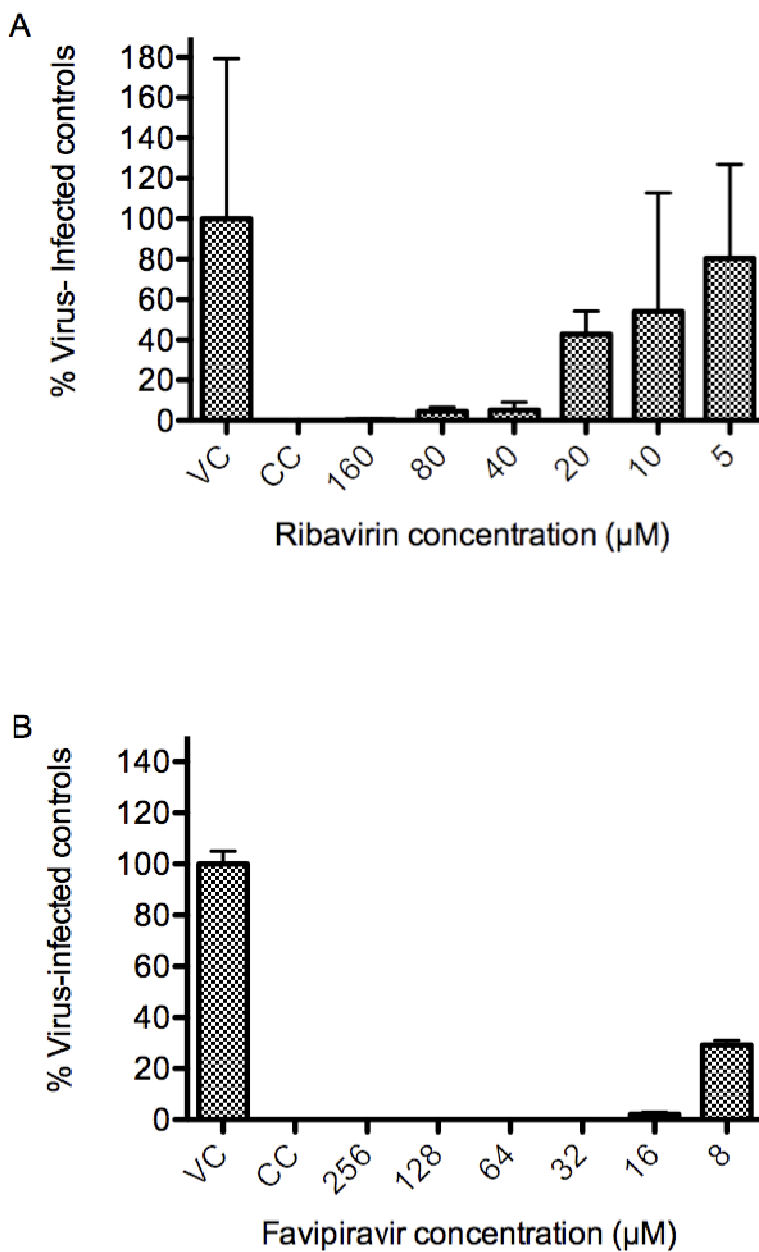 A
% Virus- Infected controls
180
160
140
120
100
80
60
40
20
0
VC CC 160 80 40 20 10 5
Ribavirin concentration (µM)
B
% Virus-infected controls
140
120
100
80
60
40
20
0
VC CC 256 128 64 32 16 8
Favipiravir concentration (µM)